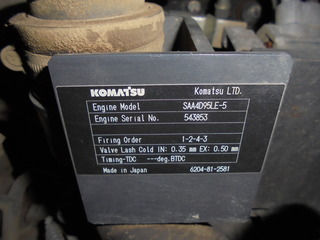 KOMATSU Komatsu LTD.
Engine Model SAA4D95LE-5
Engine Serial No. 543853
Firing Order 1-2-4-3
Valve Lash Cold IN: 0.35 mm EX: 0.50 mm
Timing-TDC ---deg.BTDC
Made in Japan 6204-81-2581